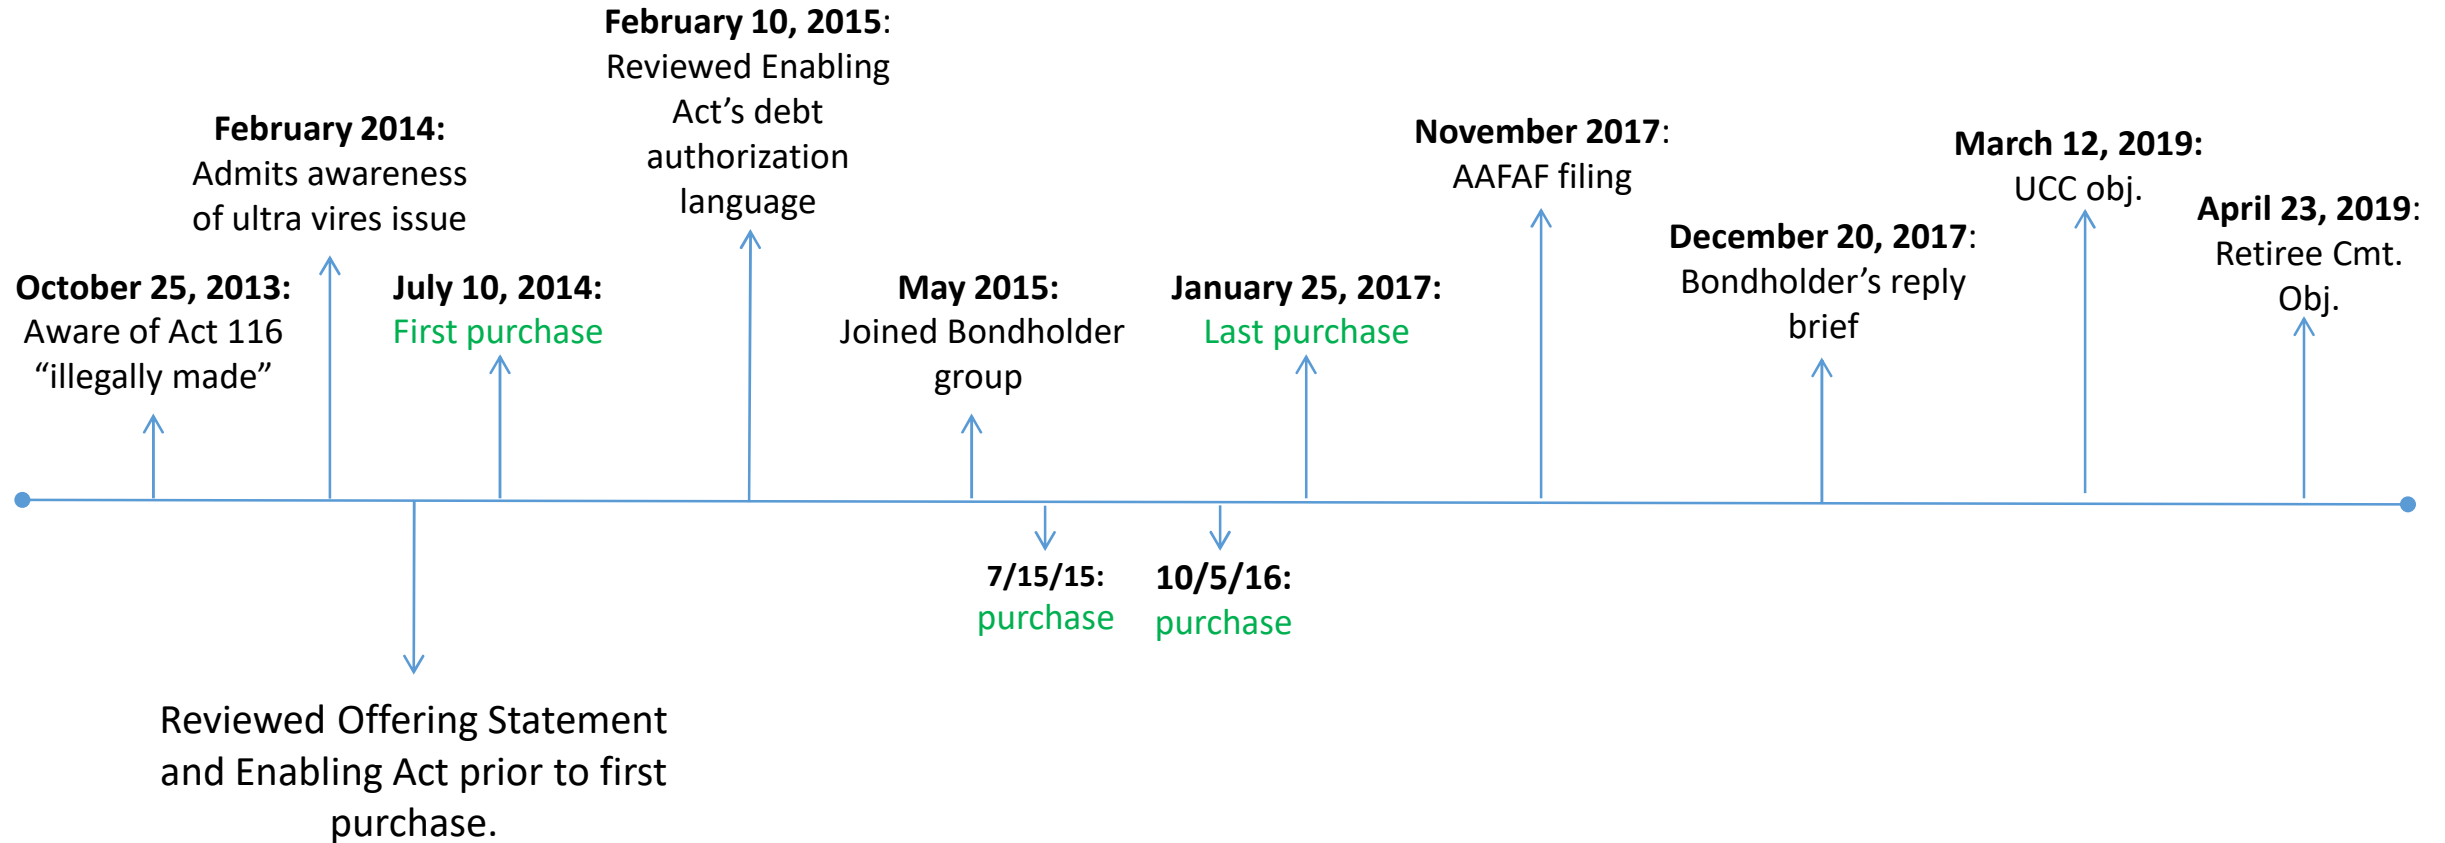 October 25, 2013:
Aware of Act 116
“illegally made”
February 2014:
Admits awareness
of ultra vires issue
Reviewed Offering Statement
and Enabling Act prior to first
purchase.
July 10, 2014:
First purchase
February 10, 2015:
Reviewed Enabling
Act’s debt
authorization
language
May 2015:
Joined Bondholder
group
7/15/15:
purchase
10/5/16:
purchase
January 25, 2017:
Last purchase
November 2017:
AAFAF filing
December 20, 2017:
Bondholder’s reply
brief
March 12, 2019:
UCC obj.
April 23, 2019:
Retiree Cmt.
Obj.